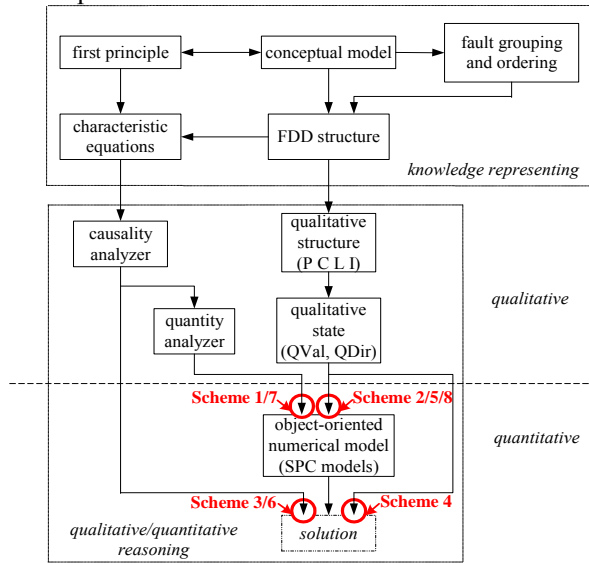 first principle
conceptual model
fault grouping
and ordering
characteristic
equations
FDD structure
knowledge representing
causality
analyzer
qualitative
structure
(P C L I)
qualitative
quantity
analyzer
qualitative
state
(QVal, QDir)
Scheme 1/7
Scheme 2/5/8
object-oriented
numerical model
(SPC models)
quantitative
Scheme 3/6
Scheme 4
qualitative/quantitative
reasoning
solution